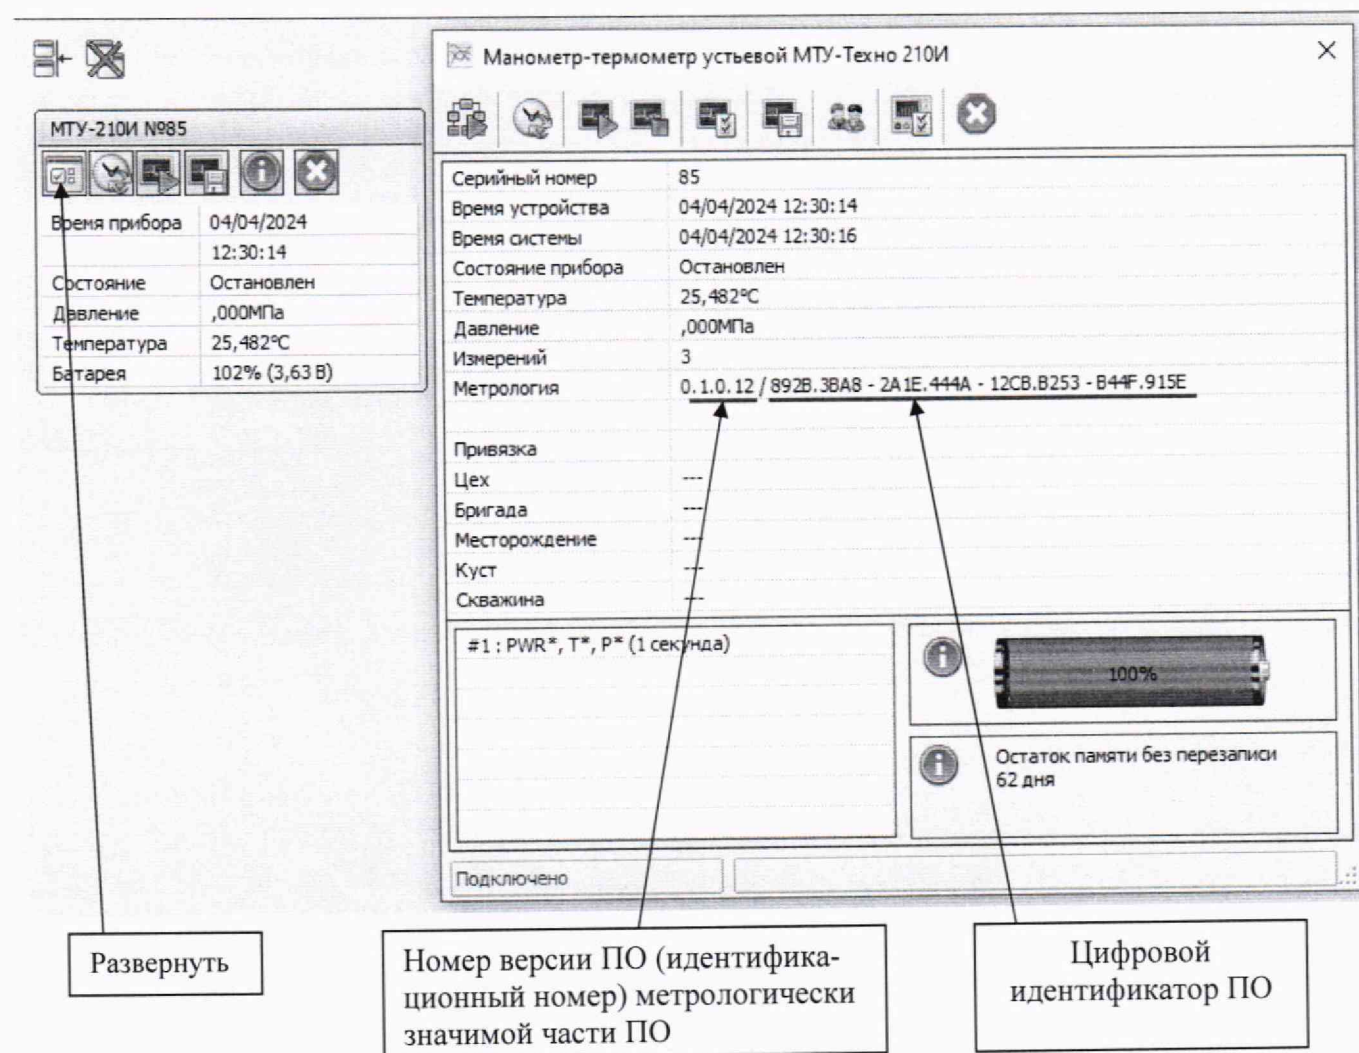 МТУ-210И №85
Время прибора 04/04/2024
12:30:14
Состояние Остановлен
Давление ,000МПа
Температура 25,482°C
Батарея 102% (3,63 В)
Манометр-термометр устьевой МТУ-Техно 210И
Серийный номер 85
Время устройства 04/04/2024 12:30:14
Время системы 04/04/2024 12:30:16
Состояние прибора Остановлен
Температура 25,482°C
Давление ,000МПа
Измерений 3
Метрология 0.1.0.12 / 892B.3BA8 - 2A1E.444A - 12CB.B253 - B44F.915E
Привязка
Цех ---
Бригада ---
Месторождение ---
Куст ---
Скважина ---
#1 : PWR*, T*, P* (1 секунда)
100%
Остаток памяти без перезаписи
62 дня
Подключено
Развернуть
Номер версии ПО (идентифика-
ционный номер) метрологически
значимой части ПО
Цифровой
идентификатор ПО